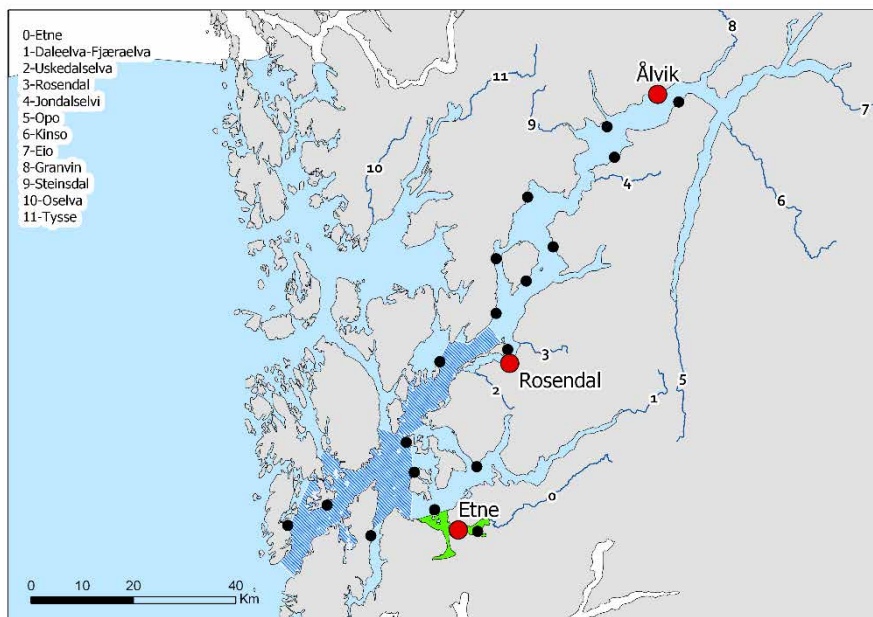 0-Etne
1-Daleelva-Fjæraelva
2-Uskedalselva
3-Rosendal
4-Jondalselvi
5-Opo
6-Kinso
7-Eio
8-Granvin
9-Steinsdal
10-Oselva
11-Tysse
8
Ålvik
11
7
9
10
4
6
3
Rosendal
2
5
1
0
Etne
0 10 20 40
Km